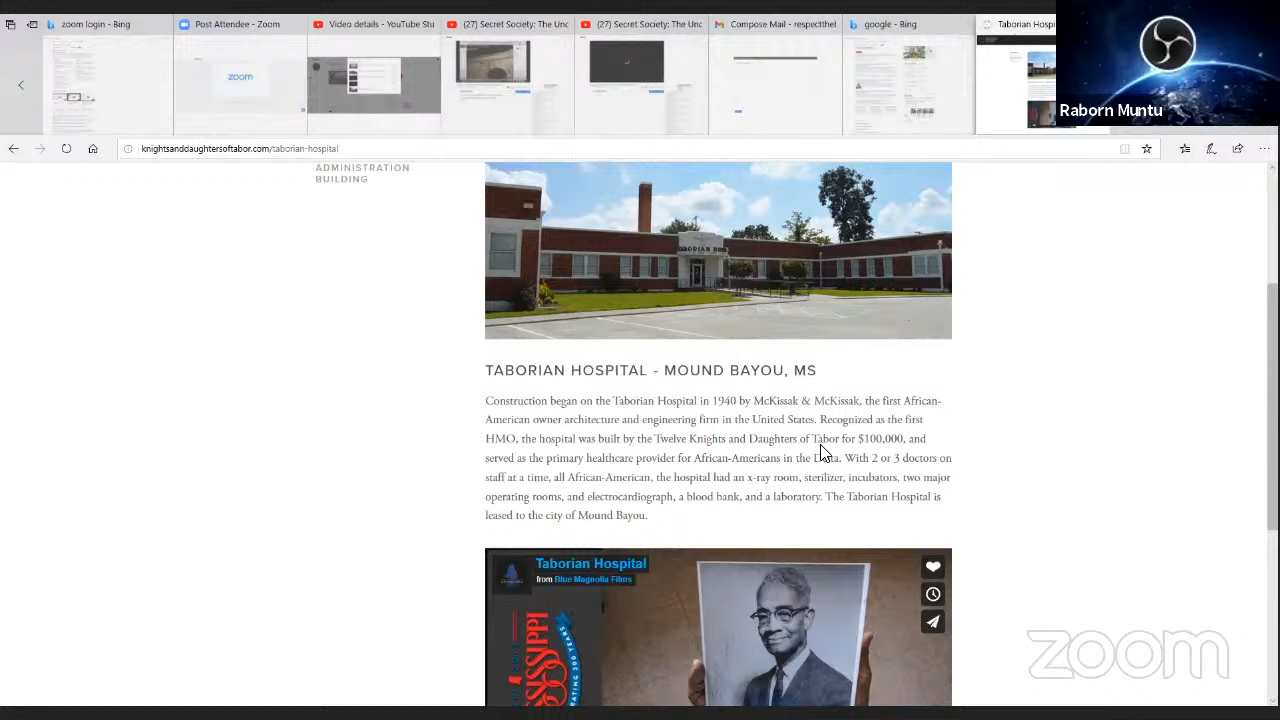 zoom login - Bing
Post Attendee - Zoom
Video details - YouTube Stu
(27) Secret Society: The Unc
(27) Secret Society: The Unc
Compose Mail - respectthei
google - Bing
Taborian Hospi
zoom
Raborn Muntu
knightsanddaughtersoftabor.com/taborian-hospital
ADMINISTRATION
BUILDING
TABORIAN HOSPITAL - MOUND BAYOU, MS
Construction began on the Taborian Hospital in 1940 by McKissak & McKissak, the first African-
American owner architecture and engineering firm in the United States. Recognized as the first
HMO, the hospital was built by the Twelve Knights and Daughters of Tabor for $100,000, and
served as the primary healthcare provider for African-Americans in the Delta. With 2 or 3 doctors on
staff at a time, all African-American, the hospital had an x-ray room, sterilizer, incubators, two major
operating rooms, and electrocardiograph, a blood bank, and a laboratory. The Taborian Hospital is
leased to the city of Mound Bayou.
Taborian Hospital
from Blue Magnolia Films
zoom